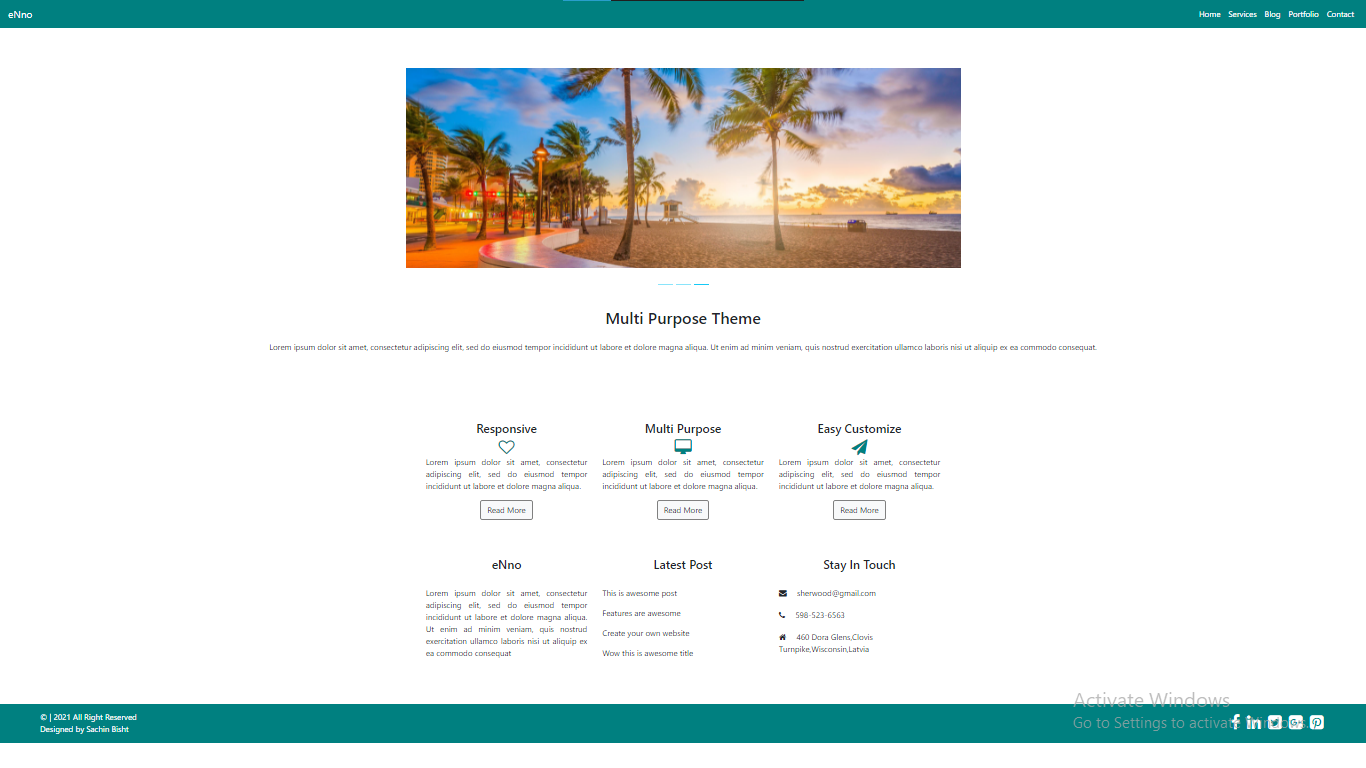 eNno
Home Services Blog Portfolio Contact
Multi Purpose Theme
Lorem ipsum dolor sit amet, consectetur adipiscing elit, sed do eiusmod tempor incididunt ut labore et dolore magna aliqua. Ut enim ad minim veniam, quis nostrud exercitation ullamco laboris nisi ut aliquip ex ea commodo consequat.
Responsive
Lorem ipsum dolor sit amet, consectetur
adipiscing elit, sed do eiusmod tempor
incididunt ut labore et dolore magna aliqua.
Read More
Multi Purpose
Lorem ipsum dolor sit amet, consectetur
adipiscing elit, sed do eiusmod tempor
incididunt ut labore et dolore magna aliqua.
Read More
Easy Customize
Lorem ipsum dolor sit amet, consectetur
adipiscing elit, sed do eiusmod tempor
incididunt ut labore et dolore magna aliqua.
Read More
eNno
Lorem ipsum dolor sit amet, consectetur
adipiscing elit, sed do eiusmod tempor
incididunt ut labore et dolore magna aliqua.
Ut enim ad minim veniam, quis nostrud
exercitation ullamco laboris nisi ut aliquip ex
ea commodo consequat
Latest Post
This is awesome post
Features are awesome
Create your own website
Wow this is awesome title
Stay In Touch
sherwood@gmail.com
598-523-6563
460 Dora Glens,Clovis
Turnpike,Wisconsin,Latvia
© | 2021 All Right Reserved
Designed by Sachin Bisht
Activate Windows
Go to Settings to activate Windows.